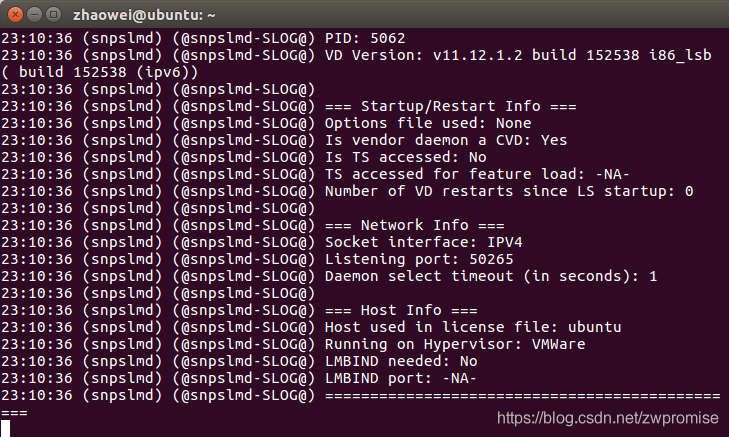 zhaowei@ubuntu: ~
23:10:36 (snpslmd) (@snpslmd-SLOG@) PID: 5062
23:10:36 (snpslmd) (@snpslmd-SLOG@) VD Version: v11.12.1.2 build 152538 i86_lsb
( build 152538 (ipv6))
23:10:36 (snpslmd) (@snpslmd-SLOG@)
23:10:36 (snpslmd) (@snpslmd-SLOG@) === Startup/Restart Info ===
23:10:36 (snpslmd) (@snpslmd-SLOG@) Options file used: None
23:10:36 (snpslmd) (@snpslmd-SLOG@) Is vendor daemon a CVD: Yes
23:10:36 (snpslmd) (@snpslmd-SLOG@) Is TS accessed: No
23:10:36 (snpslmd) (@snpslmd-SLOG@) TS accessed for feature load: -NA-
23:10:36 (snpslmd) (@snpslmd-SLOG@) Number of VD restarts since LS startup: 0
23:10:36 (snpslmd) (@snpslmd-SLOG@)
23:10:36 (snpslmd) (@snpslmd-SLOG@) === Network Info ===
23:10:36 (snpslmd) (@snpslmd-SLOG@) Socket interface: IPV4
23:10:36 (snpslmd) (@snpslmd-SLOG@) Listening port: 50265
23:10:36 (snpslmd) (@snpslmd-SLOG@) Daemon select timeout (in seconds): 1
23:10:36 (snpslmd) (@snpslmd-SLOG@)
23:10:36 (snpslmd) (@snpslmd-SLOG@) === Host Info ===
23:10:36 (snpslmd) (@snpslmd-SLOG@) Host used in license file: ubuntu
23:10:36 (snpslmd) (@snpslmd-SLOG@) Running on Hypervisor: VMWare
23:10:36 (snpslmd) (@snpslmd-SLOG@) LMBIND needed: No
23:10:36 (snpslmd) (@snpslmd-SLOG@) LMBIND port: -NA-
23:10:36 (snpslmd) (@snpslmd-SLOG@) ============================================
===
https://blog.csdn.net/zwpromise